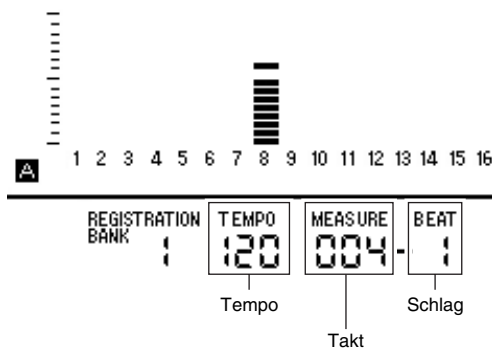 A 1 2 3 4 5 6 7 8 9 10 11 12 13 14 15 16
REGISTRATION TEMPO MEASURE BEAT
BANK 1 120 004 - 1
Tempo Schlag
Takt